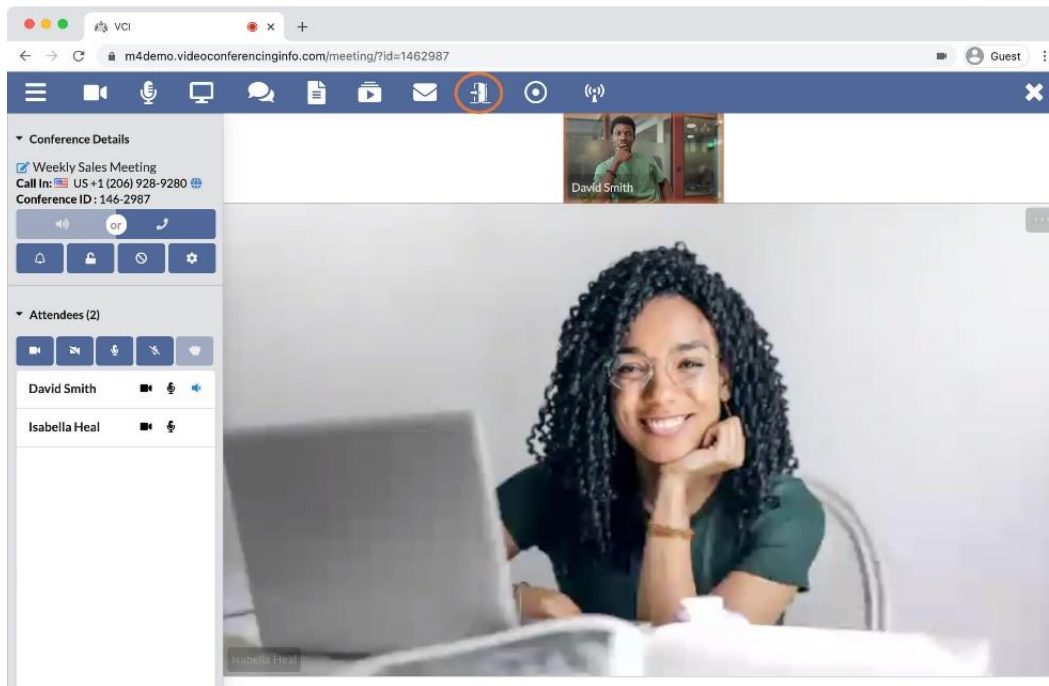 VCI
m4demo.videoconferencinginfo.com/meeting/?id=1462987
Guest
Conference Details
Weekly Sales Meeting
Call In: US +1 (206) 928-9280
Conference ID : 146-2987
or
Attendees (2)
David Smith
Isabella Heal
David Smith
Isabella Heal